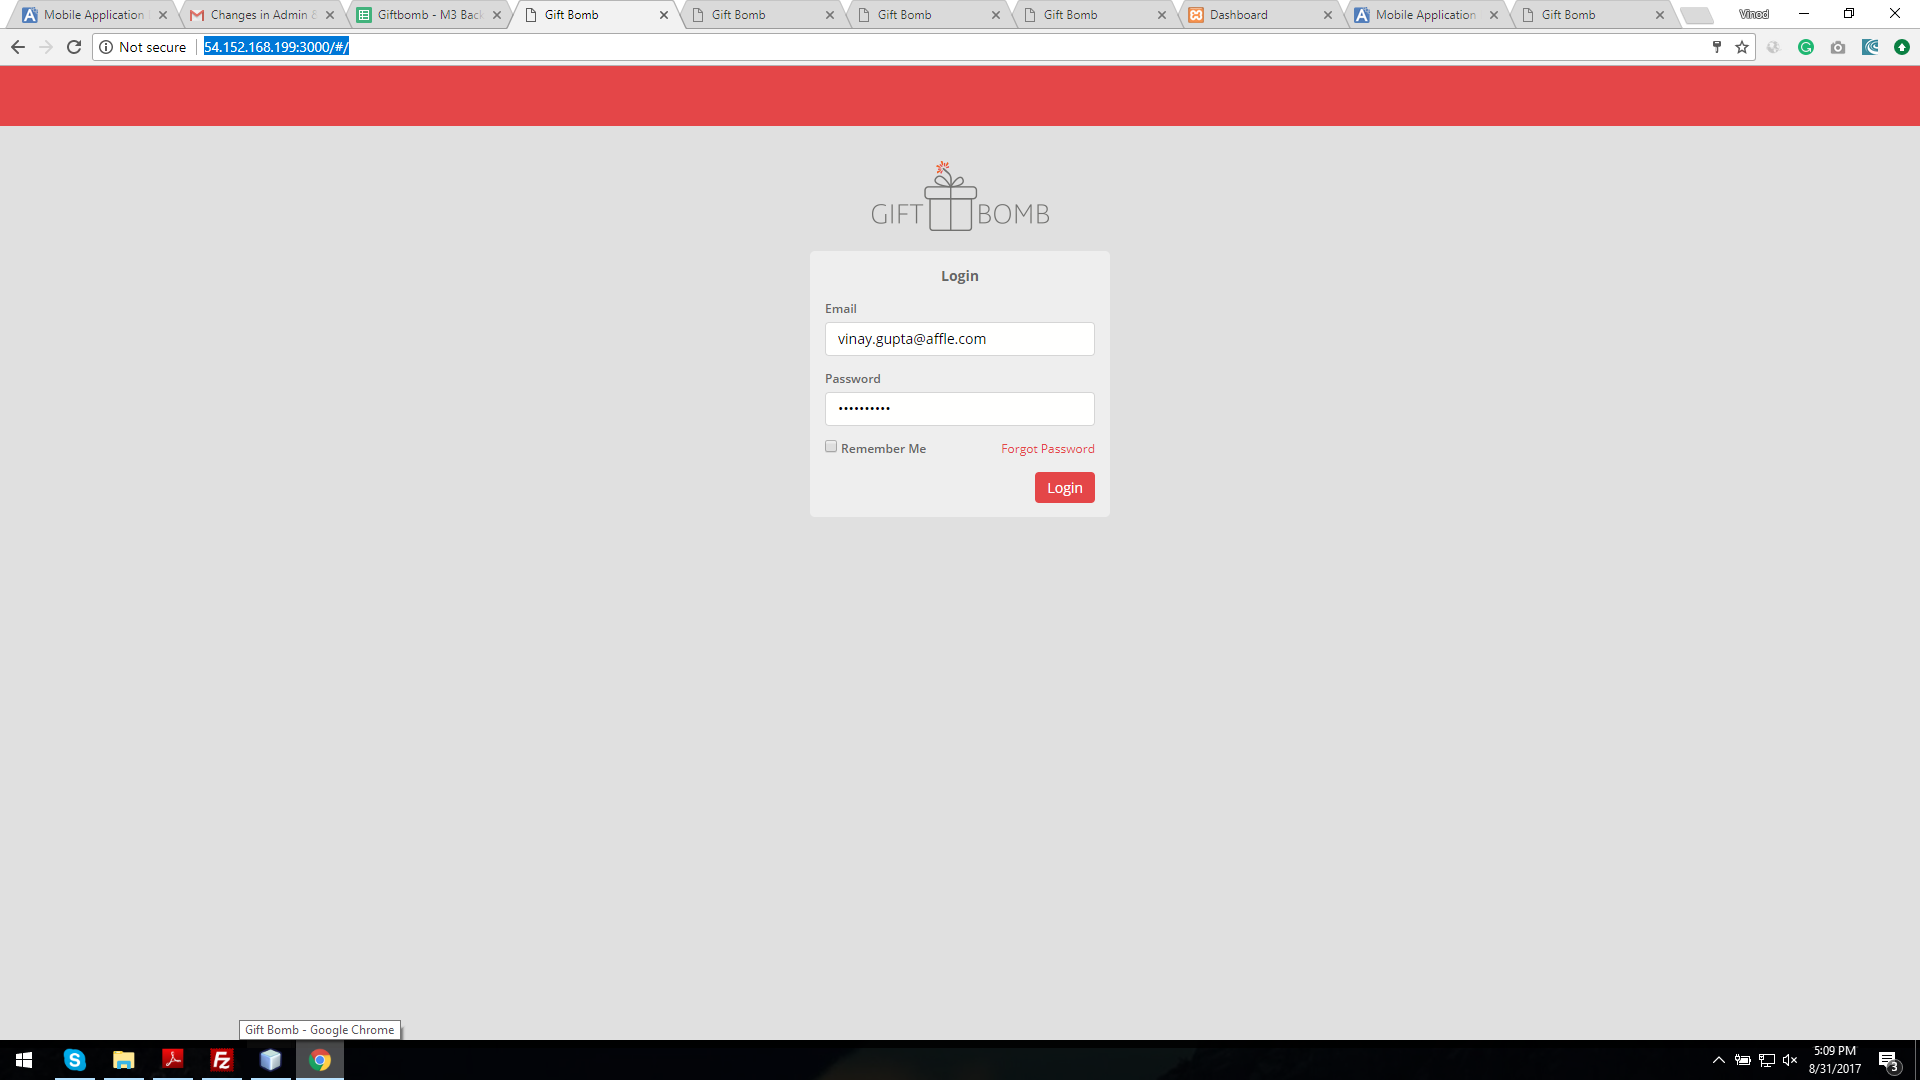 Mobile Application
Changes in Admin &
Giftbomb - M3 Back
Gift Bomb
Gift Bomb
Gift Bomb
Gift Bomb
Dashboard
Mobile Application
Gift Bomb
Vinod
Not secure
54.152.168.199:3000/#/
GIFT BOMB
Login
Email
vinay.gupta@affle.com
Password
Remember Me
Forgot Password
Login
Gift Bomb - Google Chrome
5:09 PM
8/31/2017
3